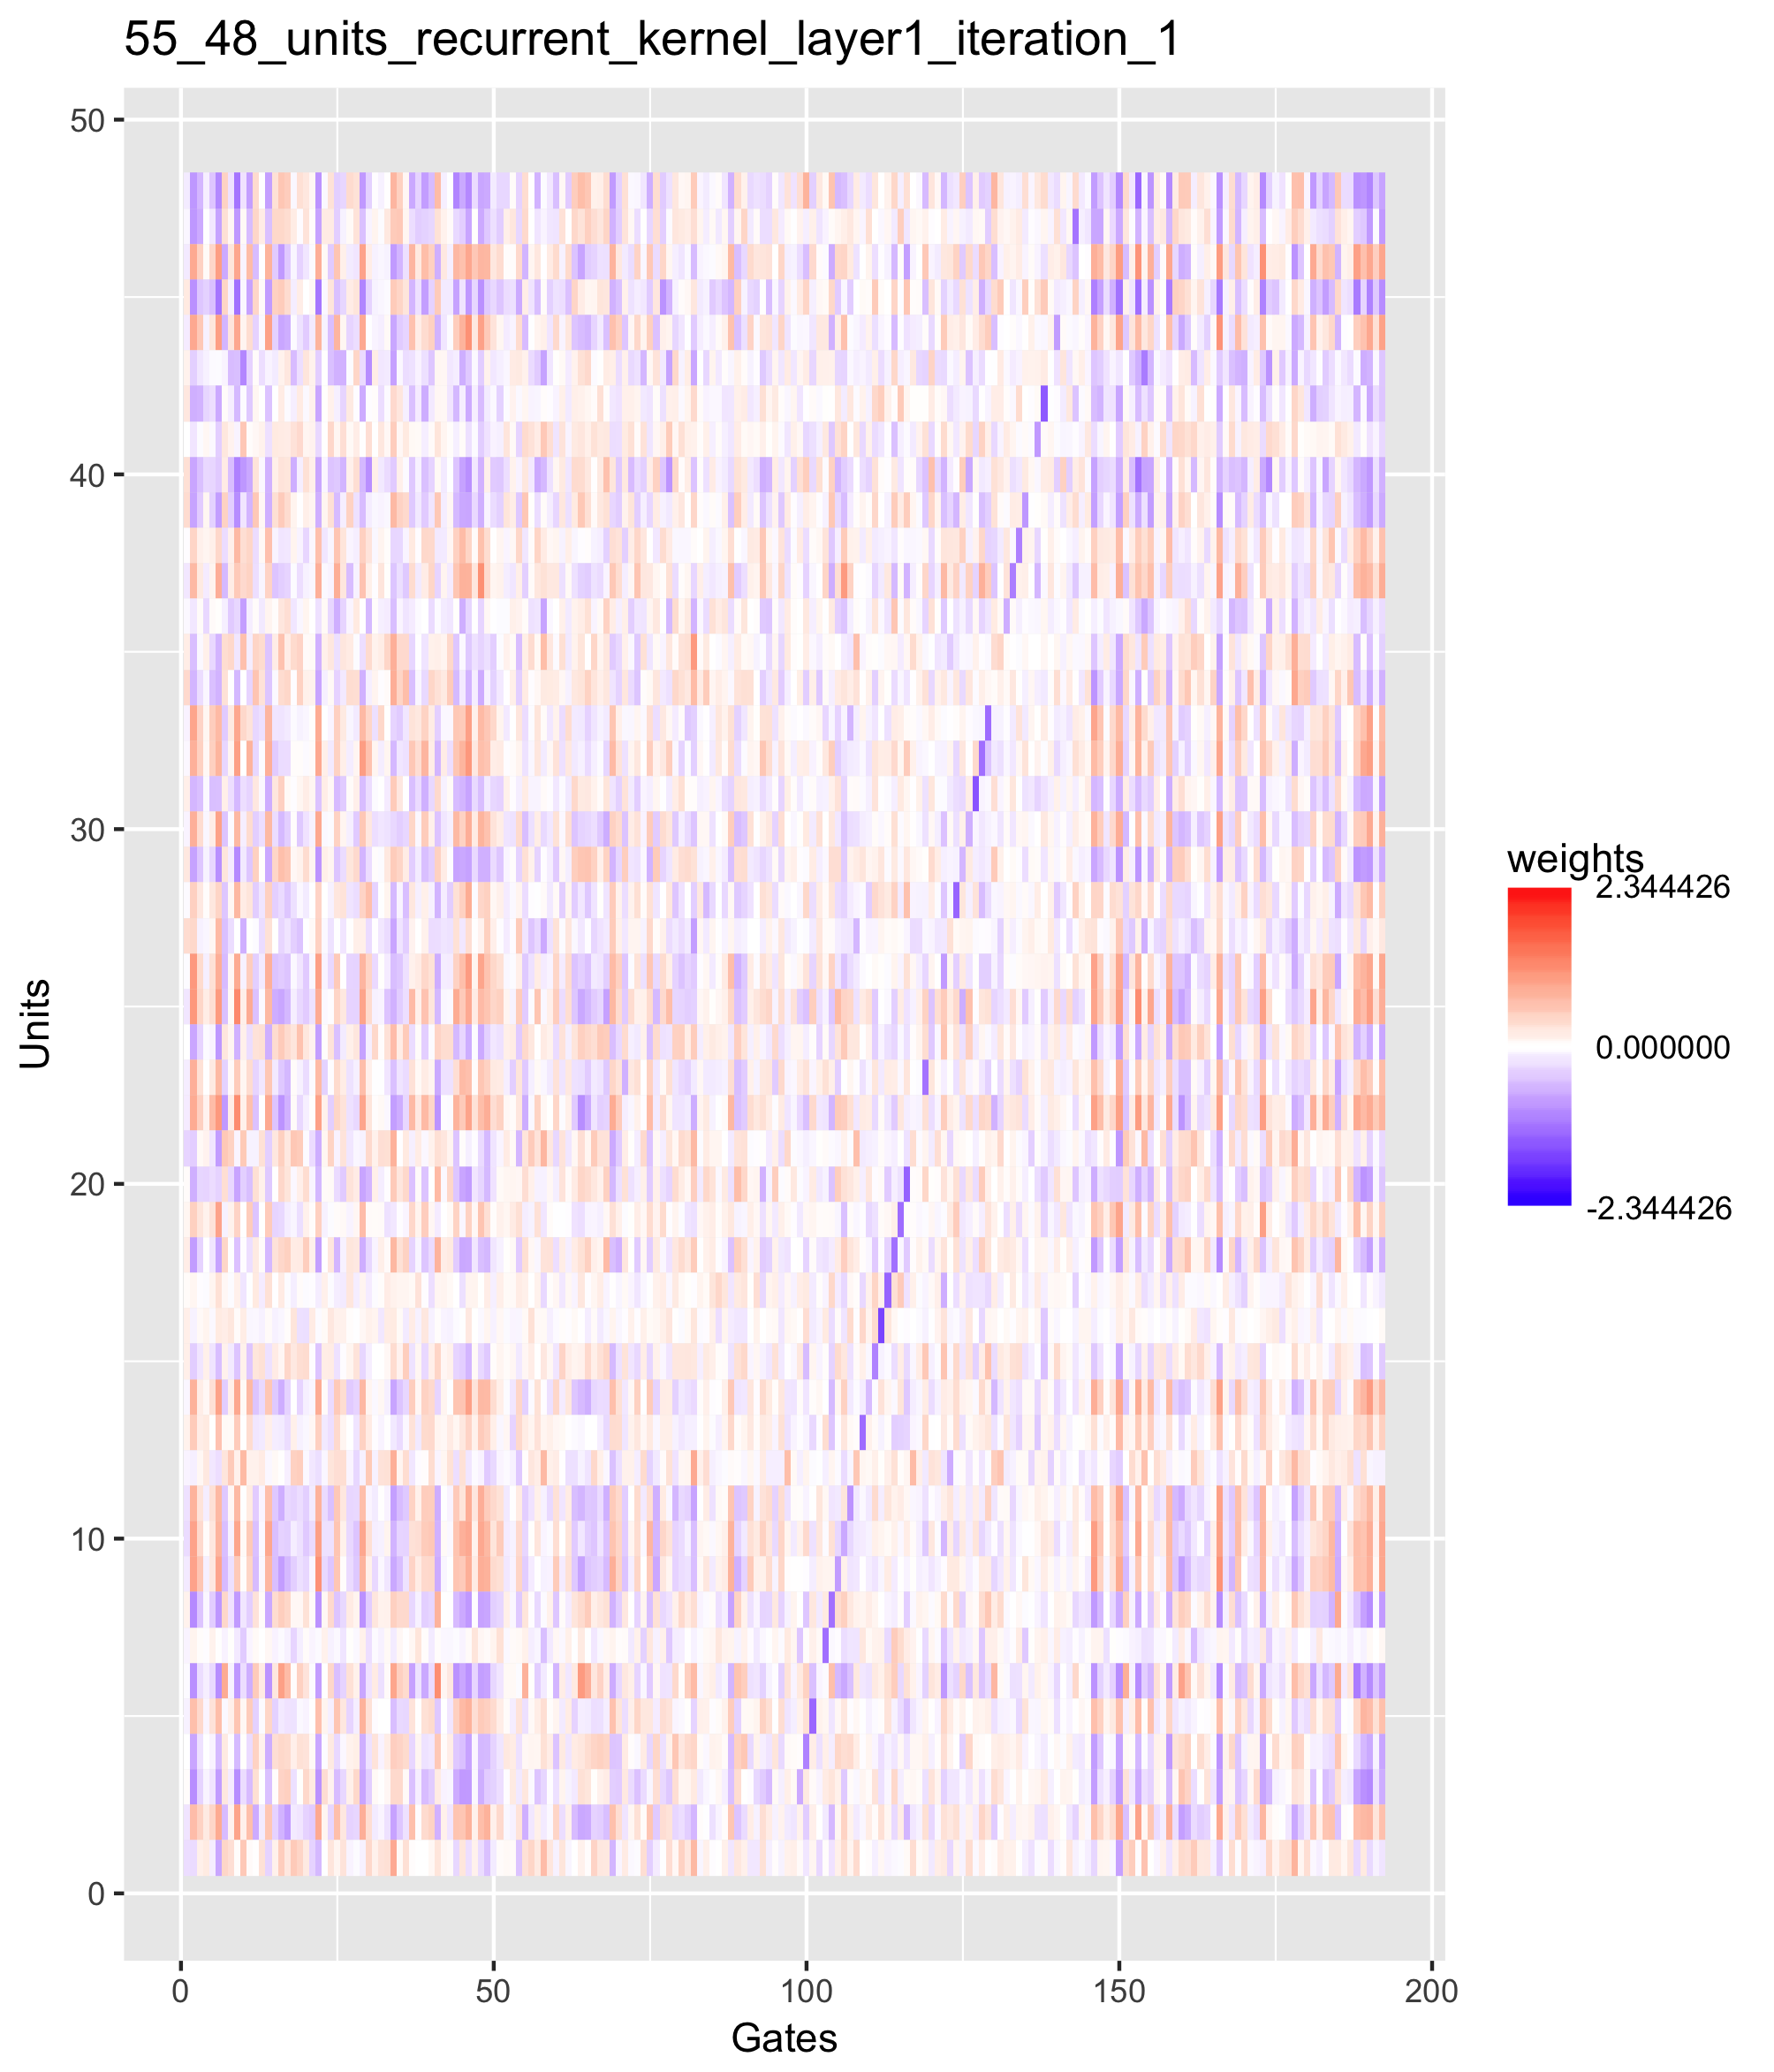 55_48_units_recurrent_kernel_layer1_iteration_1
50
40
30
20
10
0
Units
0 50 100 150 200
Gates
weights
2.344426
0.000000
-2.344426